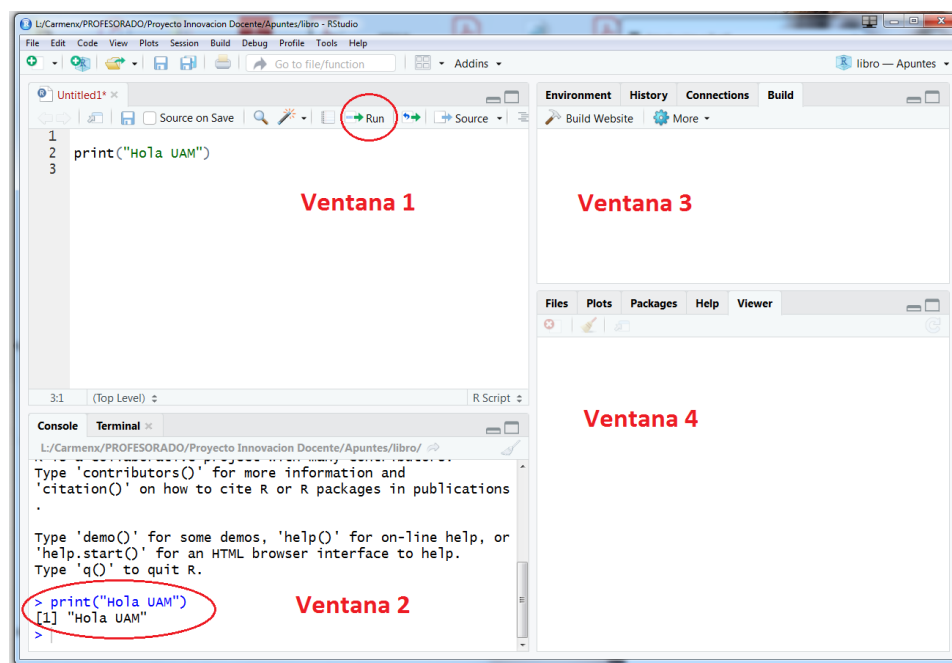 L:/Carmenx/PROFESORADO/Proyecto Innovacion Docente/Apuntes/libro - RStudio
File Edit Code View Plots Session Build Debug Profile Tools Help
Go to file/function Addins libro — Apuntes
Untitled1*
Source on Save Run Source
1
2 print("Hola UAM")
3
Ventana 1
3:1 (Top Level) R Script
Console Terminal
L:/Carmenx/PROFESORADO/Proyecto Innovacion Docente/Apuntes/libro/
Type 'contributors()' for more information and
'citation()' on how to cite R or R packages in publications
.
Type 'demo()' for some demos, 'help()' for on-line help, or
'help.start()' for an HTML browser interface to help.
Type 'q()' to quit R.
> print("Hola UAM")
[1] "Hola UAM"
>
Ventana 2
Environment History Connections Build
Build Website More
Ventana 3
Files Plots Packages Help Viewer
Ventana 4